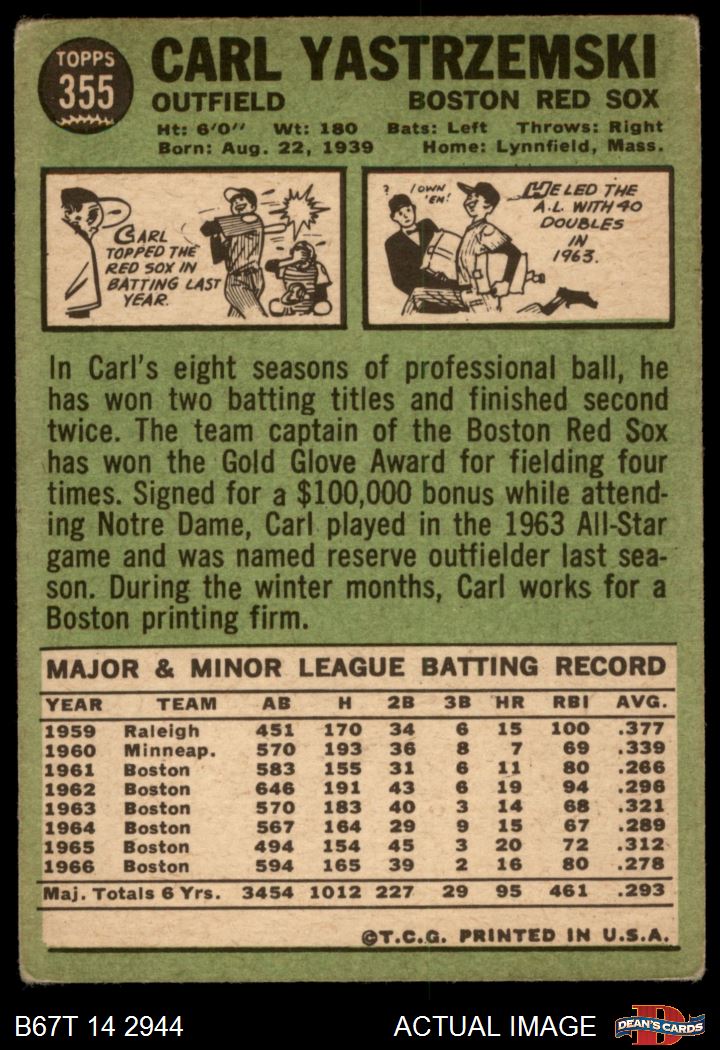 TOPPS
355
CARL YASTRZEMSKI
OUTFIELD BOSTON RED SOX
Ht: 6'0" Wt: 180 Bats: Left Throws: Right
Born: Aug. 22, 1939 Home: Lynnfield, Mass.
CARL
TOPPED THE
RED SOX IN
BATTING LAST
YEAR.
? I OWN
'EM!
HE LED THE
A.L. WITH 40
DOUBLES
IN
1963.
In Carl's eight seasons of professional ball, he
has won two batting titles and finished second
twice. The team captain of the Boston Red Sox
has won the Gold Glove Award for fielding four
times. Signed for a $100,000 bonus while attend-
ing Notre Dame, Carl played in the 1963 All-Star
game and was named reserve outfielder last sea-
son. During the winter months, Carl works for a
Boston printing firm.
MAJOR & MINOR LEAGUE BATTING RECORD
YEAR TEAM AB H 2B 3B HR RBI AVG.
1959 Raleigh 451 170 34 6 15 100 .377
1960 Minneap. 570 193 36 8 7 69 .339
1961 Boston 583 155 31 6 11 80 .266
1962 Boston 646 191 43 6 19 94 .296
1963 Boston 570 183 40 3 14 68 .321
1964 Boston 567 164 29 9 15 67 .289
1965 Boston 494 154 45 3 20 72 .312
1966 Boston 594 165 39 2 16 80 .278
Maj. Totals 6 Yrs. 3454 1012 227 29 95 461 .293
©T.C.G. PRINTED IN U.S.A.
B67T 14 2944 ACTUAL IMAGE
D
DEAN'S CARDS